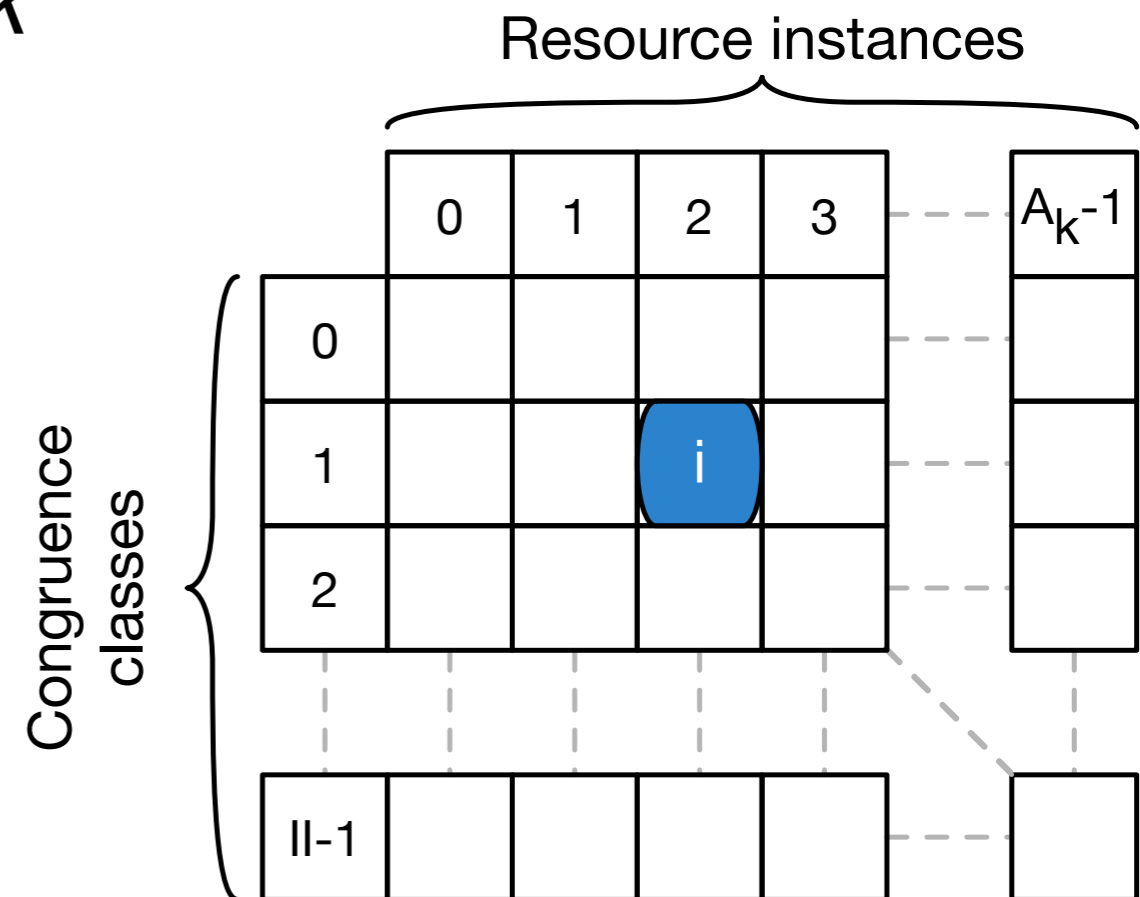 Resource instances
0 1 2 3 Ak-1
0
1 i
2
II-1
Congruence
classes